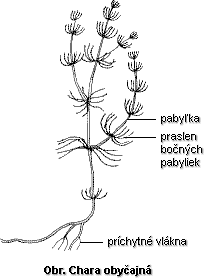 pabyľka
praslen
bočných
pabyliek
príchytné vlákna
Obr. Chara obyčajná